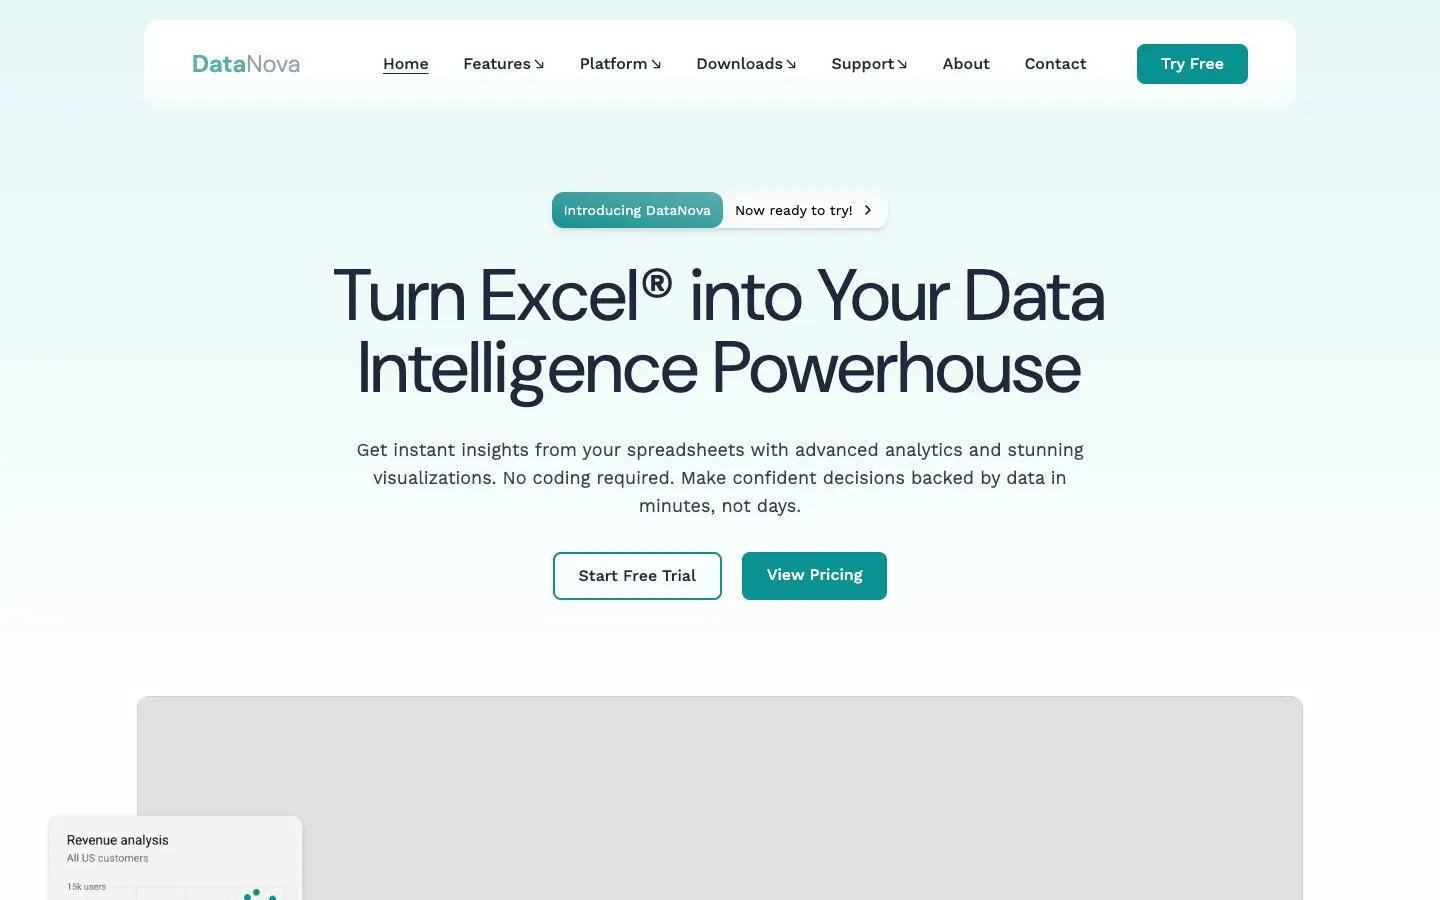 DataNova
Home Features Platform Downloads Support About Contact Try Free
Introducing DataNova Now ready to try!
Turn Excel® into Your Data
Intelligence Powerhouse
Get instant insights from your spreadsheets with advanced analytics and stunning
visualizations. No coding required. Make confident decisions backed by data in
minutes, not days.
Start Free Trial View Pricing
Revenue analysis
All US customers
15k users